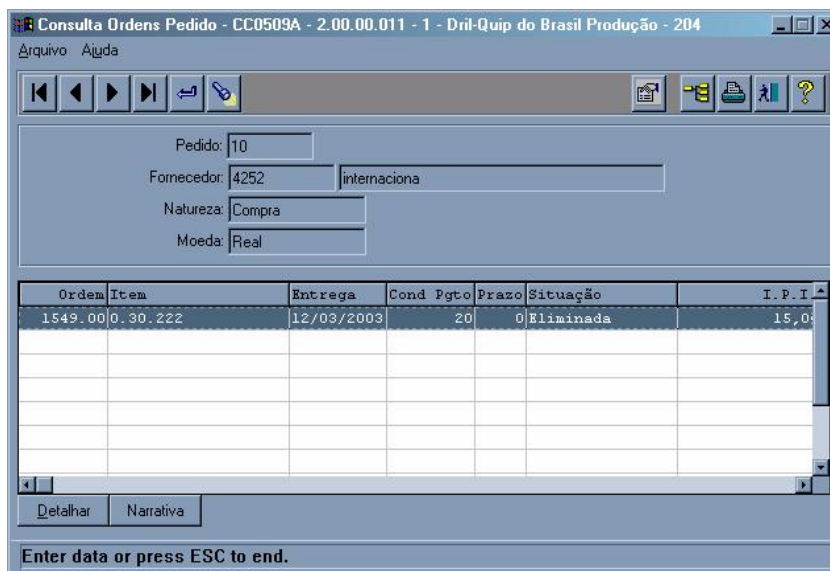 Consulta Ordens Pedido - CC0509A - 2.00.00.011 - 1 - Dril-Quip do Brasil Produção - 204
Arquivo Ajuda
Pedido: 10
Fornecedor: 4252 internaciona
Natureza: Compra
Moeda: Real
Ordem Item Entrega Cond Pgto Prazo Situação I.P.I.
1549.00 0.30.222 12/03/2003 20 0 Eliminada 15,0
Detalhar Narrativa
Enter data or press ESC to end.